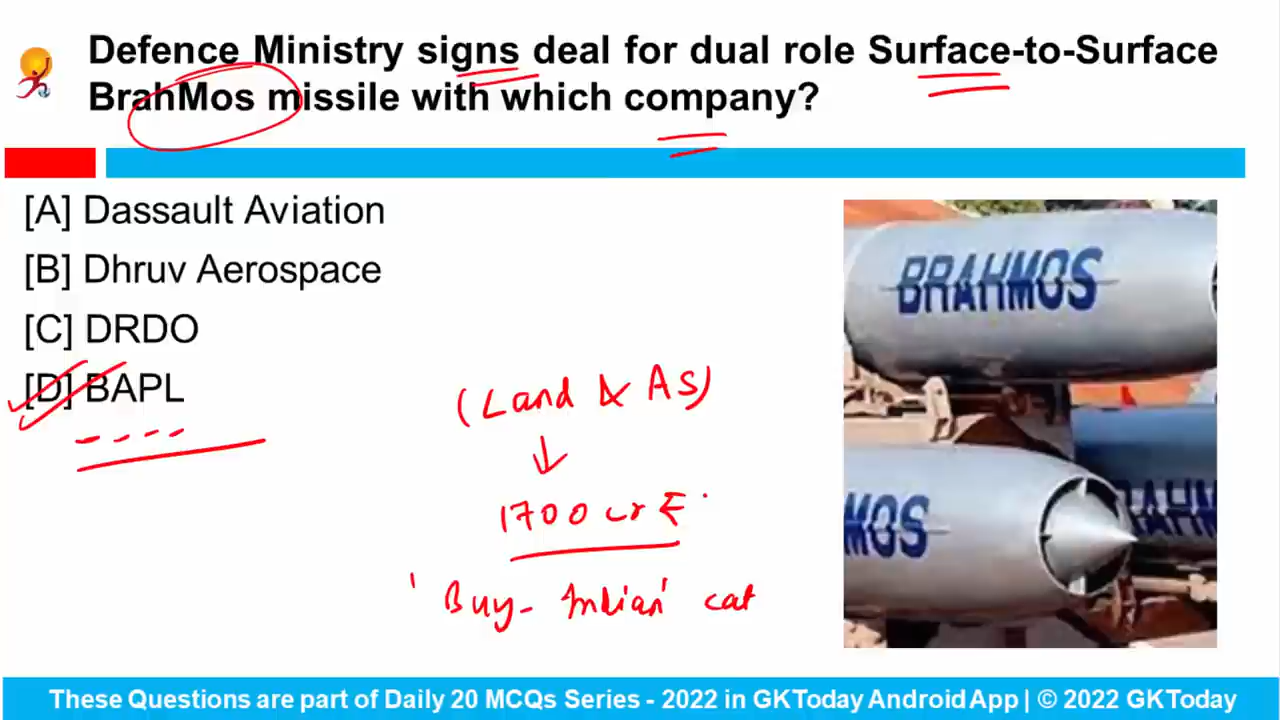 Defence Ministry signs deal for dual role Surface-to-Surface
BrahMos missile with which company?
[A] Dassault Aviation
[B] Dhruv Aerospace
[C] DRDO
[D] BAPL
(Land & AS)
1700 cr ₹
'Buy- Indian' cat
BRAHMOS
MOS
RAHM
These Questions are part of Daily 20 MCQs Series - 2022 in GKToday Android App | © 2022 GKToday